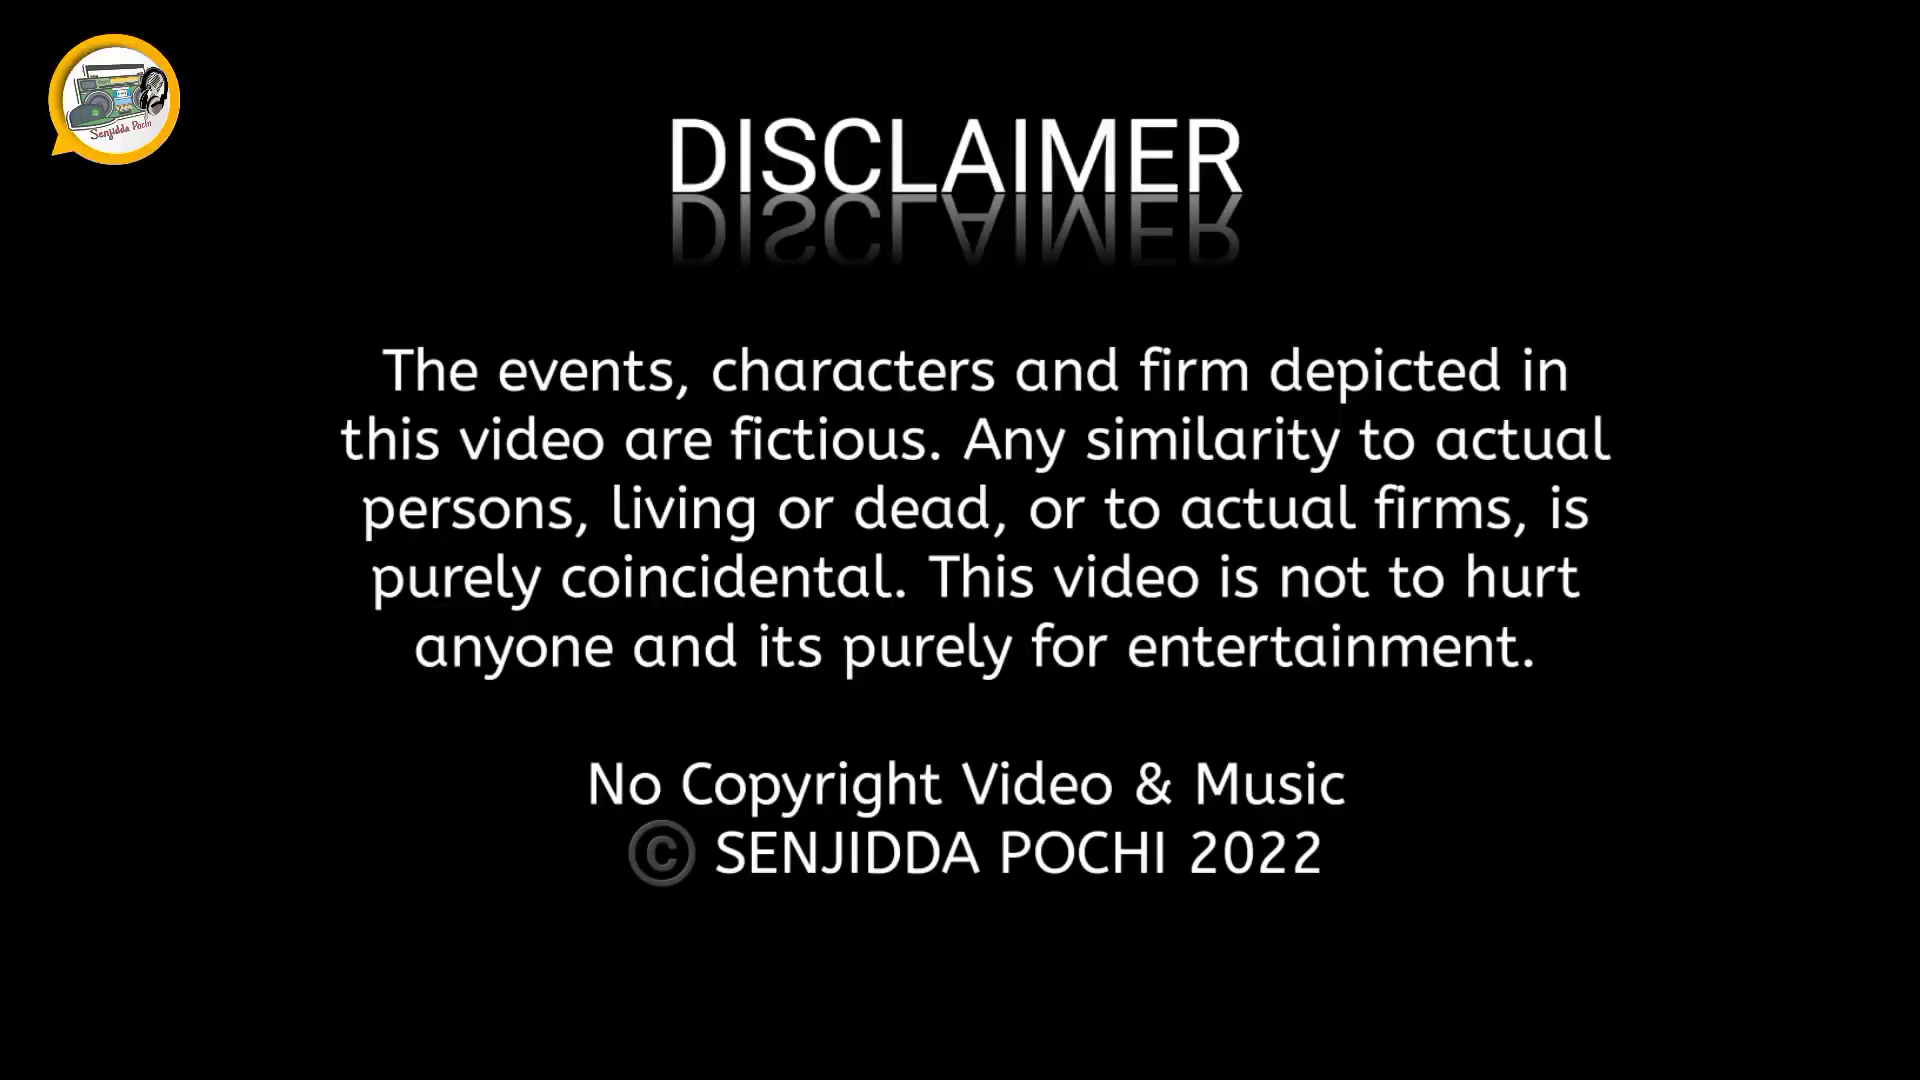 Senjidda Pochi
DISCLAIMER
The events, characters and firm depicted in
this video are fictious. Any similarity to actual
persons, living or dead, or to actual firms, is
purely coincidental. This video is not to hurt
anyone and its purely for entertainment.
No Copyright Video & Music
© SENJIDDA POCHI 2022